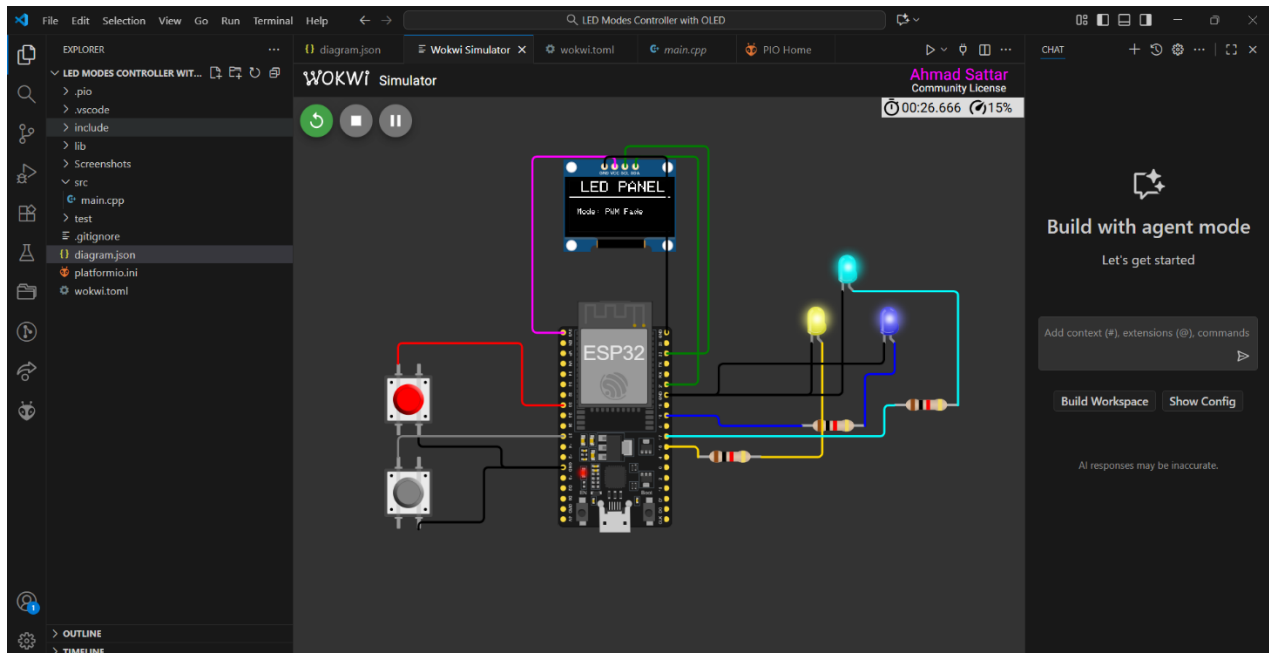 File Edit Selection View Go Run Terminal Help
LED Modes Controller with OLED
EXPLORER
LED MODES CONTROLLER WIT...
.pio
.vscode
include
lib
Screenshots
src
main.cpp
test
.gitignore
diagram.json
platformio.ini
wokwi.toml
OUTLINE
TIMELINE
diagram.json
Wokwi Simulator
wokwi.toml
main.cpp
PIO Home
WOKWi Simulator
Ahmad Sattar
Community License
00:26.666 15%
LED PANEL
Mode: PWM Fade
ESP32
CHAT
Build with agent mode
Let's get started
Add context (#), extensions (@), commands
Build Workspace Show Config
AI responses may be inaccurate.
1